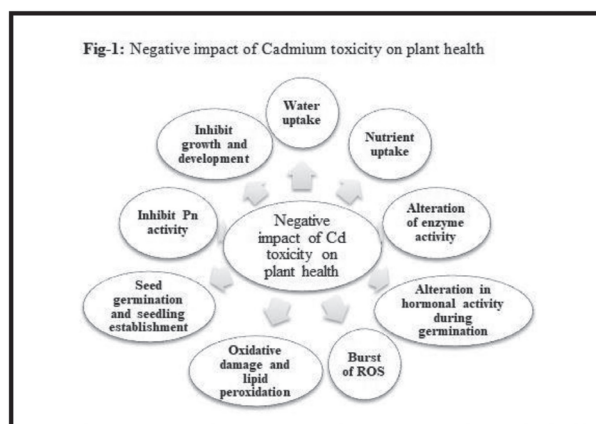 Fig-1: Negative impact of Cadmium toxicity on plant health
Water
uptake
Nutrient
uptake
Alteration
of enzyme
activity
Alteration in
hormonal activity
during
germination
Burst
of ROS
Oxidative
damage and
lipid
peroxidation
Seed
germination
and seedling
establishment
Inhibit Pn
activity
Inhibit
growth and
development
Negative
impact of Cd
toxicity on
plant health